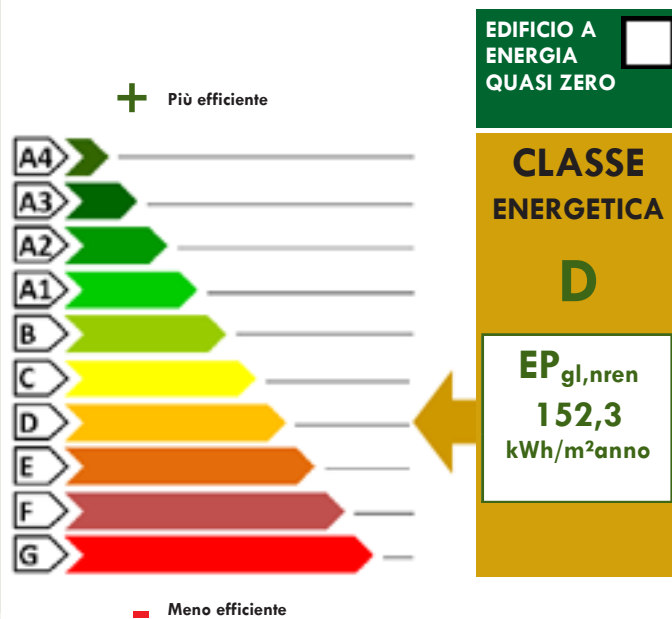 EDIFICIO A
ENERGIA
QUASI ZERO
+ Più efficiente
A4
A3
A2
A1
B
C
D
E
F
G
- Meno efficiente
CLASSE
ENERGETICA
D
EPgl,nren
152,3
kWh/m²anno